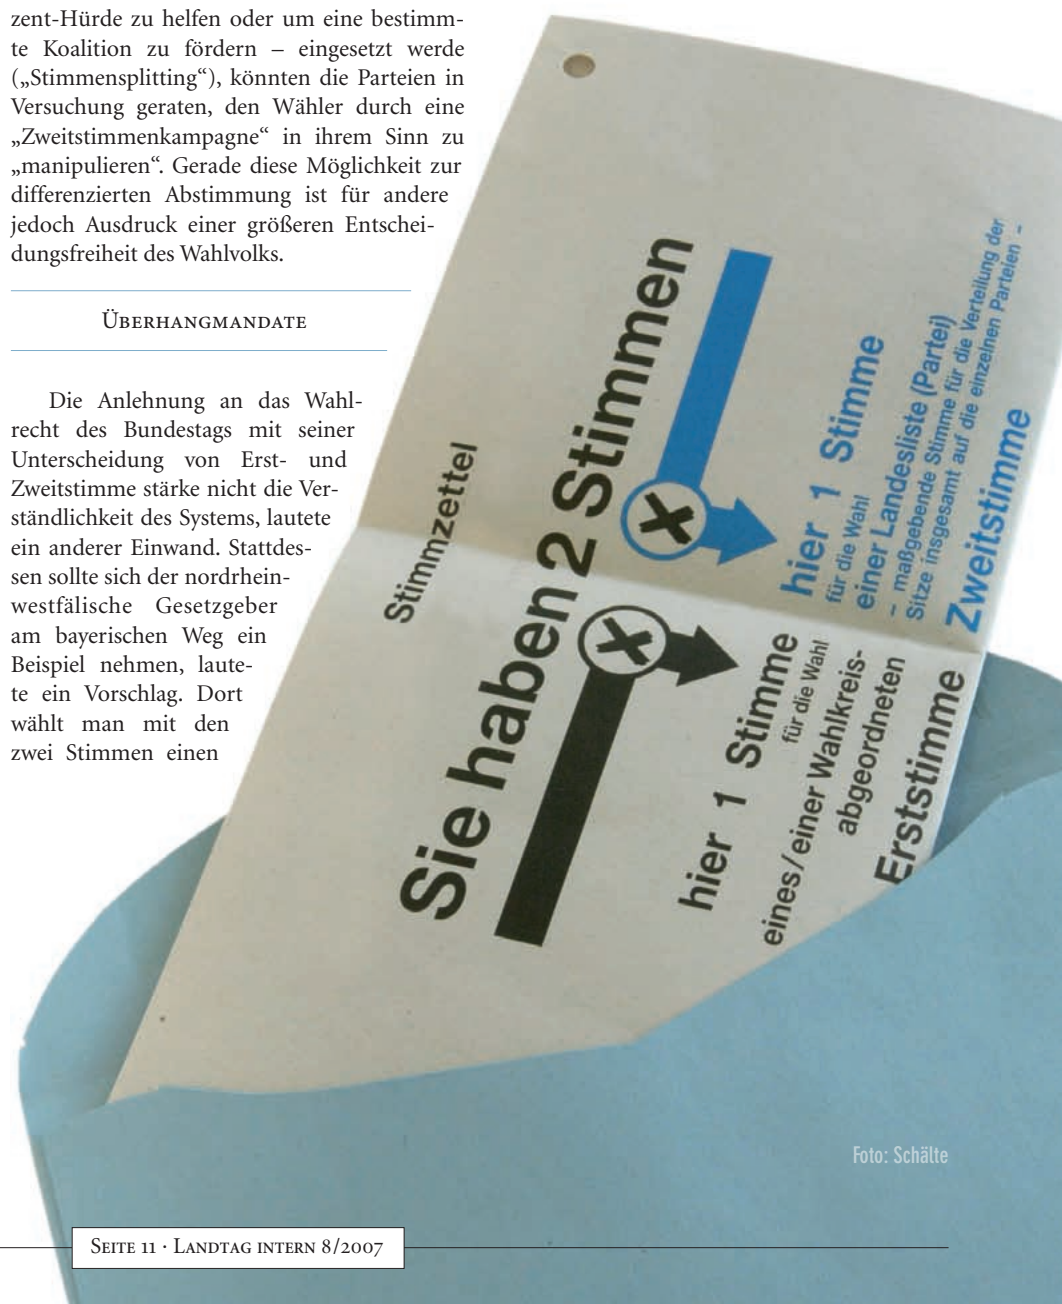 zent-Hürde zu helfen oder um eine bestimm-
te Koalition zu fördern – eingesetzt werde
(„Stimmensplitting“), könnten die Parteien in
Versuchung geraten, den Wähler durch eine
„Zweitstimmenkampagne“ in ihrem Sinn zu
„manipulieren“. Gerade diese Möglichkeit zur
differenzierten Abstimmung ist für andere
jedoch Ausdruck einer größeren Entschei-
dungsfreiheit des Wahlvolks.
ÜBERHANGMANDATE
Die Anlehnung an das Wahl-
recht des Bundestags mit seiner
Unterscheidung von Erst- und
Zweitstimme stärke nicht die Ver-
ständlichkeit des Systems, lautete
ein anderer Einwand. Stattdes-
sen sollte sich der nordrhein-
westfälische Gesetzgeber
am bayerischen Weg ein
Beispiel nehmen, laute-
te ein Vorschlag. Dort
wählt man mit den
zwei Stimmen einen
Stimmzettel
Sie haben 2 Stimmen
hier 1 Stimme
für die Wahl
eines/einer Wahlkreis-
abgeordneten
Erststimme
hier 1 Stimme
für die Wahl
einer Landesliste (Partei)
– maßgebende Stimme für die Verteilung der
Sitze insgesamt auf die einzelnen Parteien –
Zweitstimme
Foto: Schälte
SEITE 11 · LANDTAG INTERN 8/2007